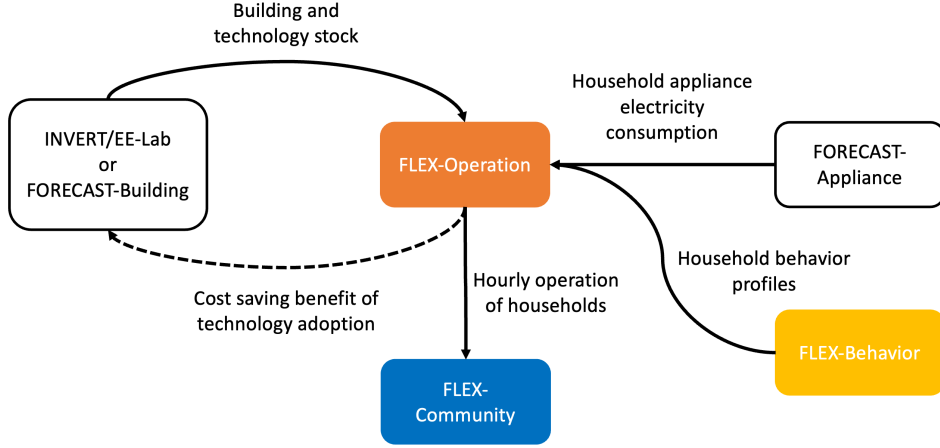 Building and
technology stock
INVERT/EE-Lab
or
FORECAST-Building
FLEX-Operation
Household appliance
electricity
consumption
FORECAST-
Appliance
Cost saving benefit of
technology adoption
Hourly operation
of households
Household behavior
profiles
FLEX-Behavior
FLEX-
Community